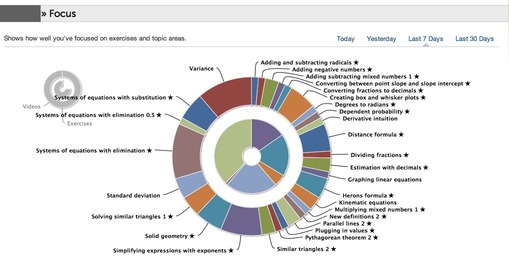 » Focus
Shows how well you've focused on exercises and topic areas.
Today Yesterday Last 7 Days Last 30 Days
Variance
Adding and subtracting radicals ★
Adding negative numbers ★
Adding subtracting mixed numbers 1 ★
Converting between point slope and slope intercept ★
Converting fractions to decimals ★
Creating box and whisker plots ★
Degrees to radians ★
Dependent probability ★
Derivative intuition
Distance formula ★
Dividing fractions ★
Estimation with decimals ★
Graphing linear equations
Herons formula ★
Kinematic equations
Multiplying mixed numbers 1 ★
New definitions 2 ★
Parallel lines 2 ★
Plugging in values ★
Pythagorean theorem 2 ★
Similar triangles 2 ★
Simplifying expressions with exponents ★
Solid geometry ★
Solving similar triangles 1 ★
Standard deviation
Systems of equations with elimination ★
Systems of equations with elimination 0.5 ★
Systems of equations with substitution ★
Videos
Exercises